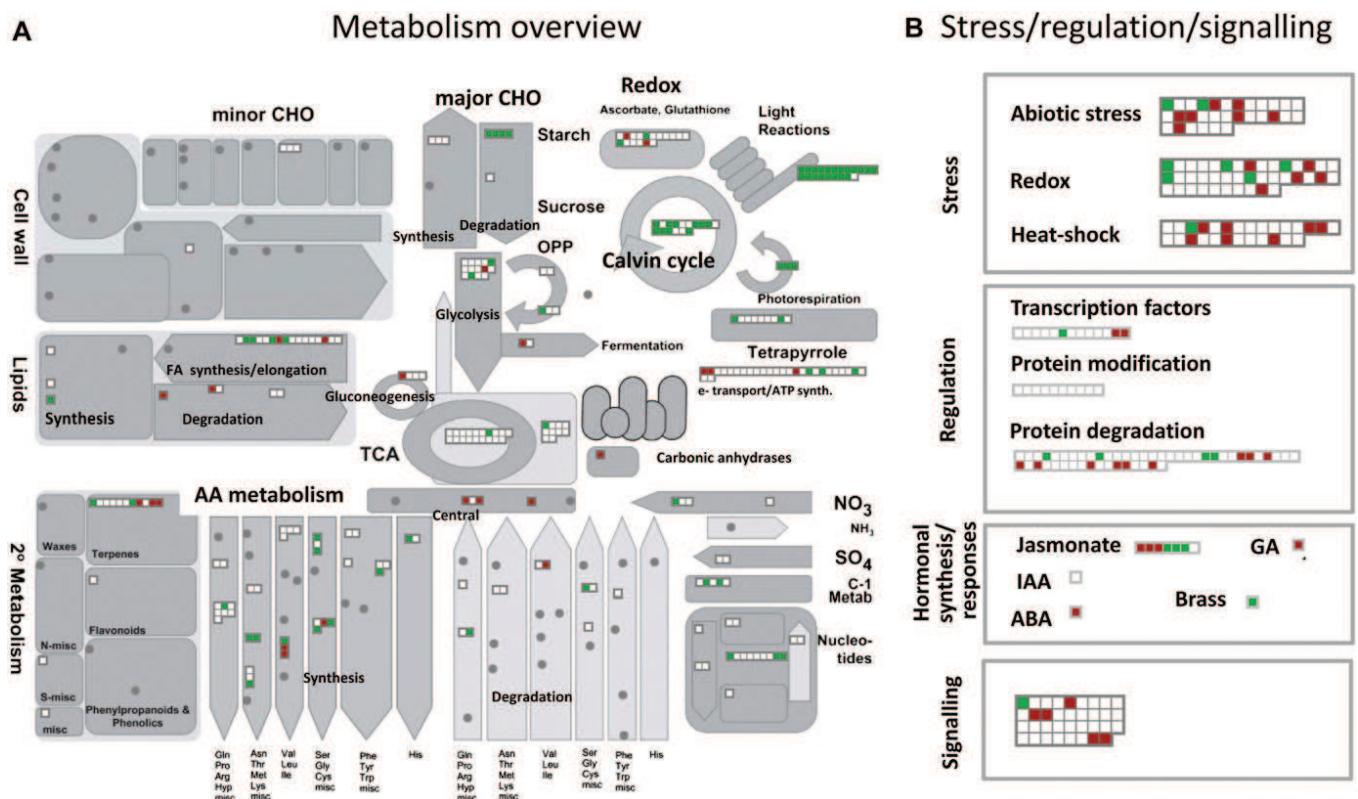 A
Metabolism overview
B
Stress/regulation/signalling
minor CHO
major CHO
Redox
Ascorbate, Glutathione
Light
Reactions
Starch
Sucrose
Cell wall
Synthesis
Degradation
OPP
Calvin cycle
Glycolysis
Photorespiration
Fermentation
Tetrapyrrole
Lipids
FA synthesis/elongation
Synthesis
Degradation
Gluconeogenesis
e- transport/ATP synth.
TCA
Carbonic anhydrases
AA metabolism
Central
NO3
NH3
SO4
C-1
Metab
Nucleo-
tides
2º Metabolism
Waxes
Terpenes
N-misc
Flavonoids
S-misc
misc
Phenylpropanoids &
Phenolics
Synthesis
Degradation
Gln
Pro
Arg
Hyp
misc
Asn
Thr
Met
Lys
misc
Val
Leu
Ile
Ser
Gly
Cys
misc
Phe
Tyr
Trp
misc
His
Gln
Pro
Arg
Hyp
misc
Asn
Thr
Met
Lys
misc
Val
Leu
Ile
Ser
Gly
Cys
misc
Phe
Tyr
Trp
misc
His
Stress
Abiotic stress
Redox
Heat-shock
Regulation
Transcription factors
Protein modification
Protein degradation
Hormonal synthesis/
responses
Jasmonate
GA
IAA
Brass
ABA
Signalling